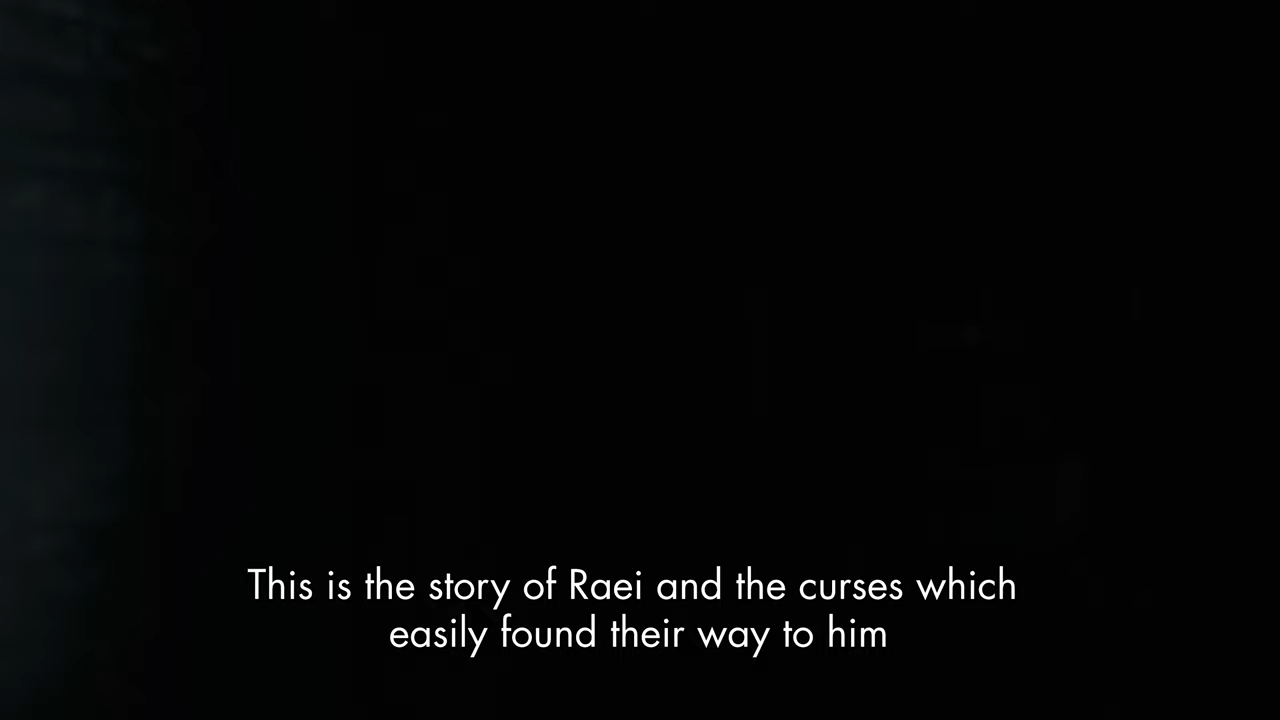 This is the story of Raei and the curses which
easily found their way to him